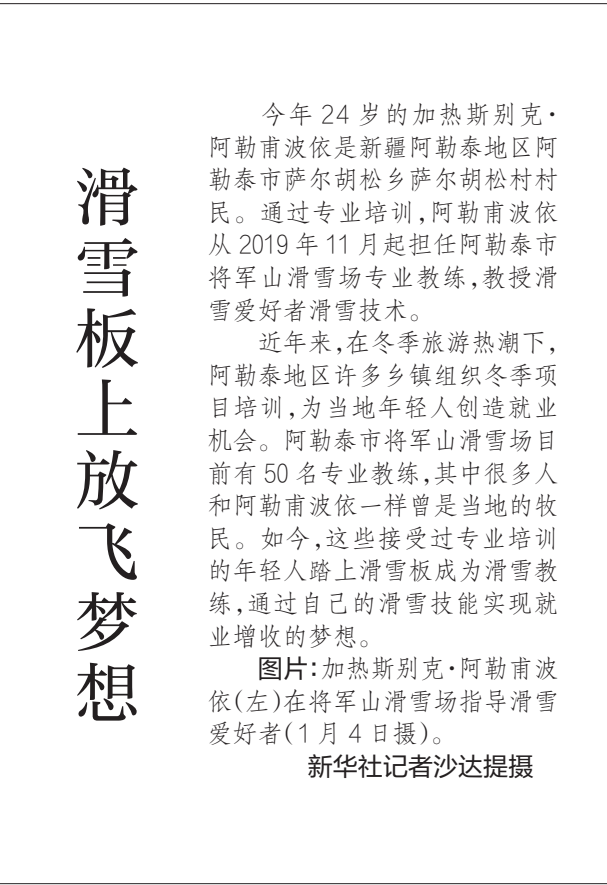 滑雪板上放飞梦想
今年24岁的加热斯别克·
阿勒甫波依是新疆阿勒泰地区阿
勒泰市萨尔胡松乡萨尔胡松村村
民。通过专业培训,阿勒甫波依
从2019年11月起担任阿勒泰市
将军山滑雪场专业教练,教授滑
雪爱好者滑雪技术。
近年来,在冬季旅游热潮下,
阿勒泰地区许多乡镇组织冬季项
目培训,为当地年轻人创造就业
机会。阿勒泰市将军山滑雪场目
前有50名专业教练,其中很多人
和阿勒甫波依一样曾是当地的牧
民。如今,这些接受过专业培训
的年轻人踏上滑雪板成为滑雪教
练,通过自己的滑雪技能实现就
业增收的梦想。
图片:加热斯别克·阿勒甫波
依(左)在将军山滑雪场指导滑雪
爱好者(1月4日摄)。
新华社记者沙达提摄